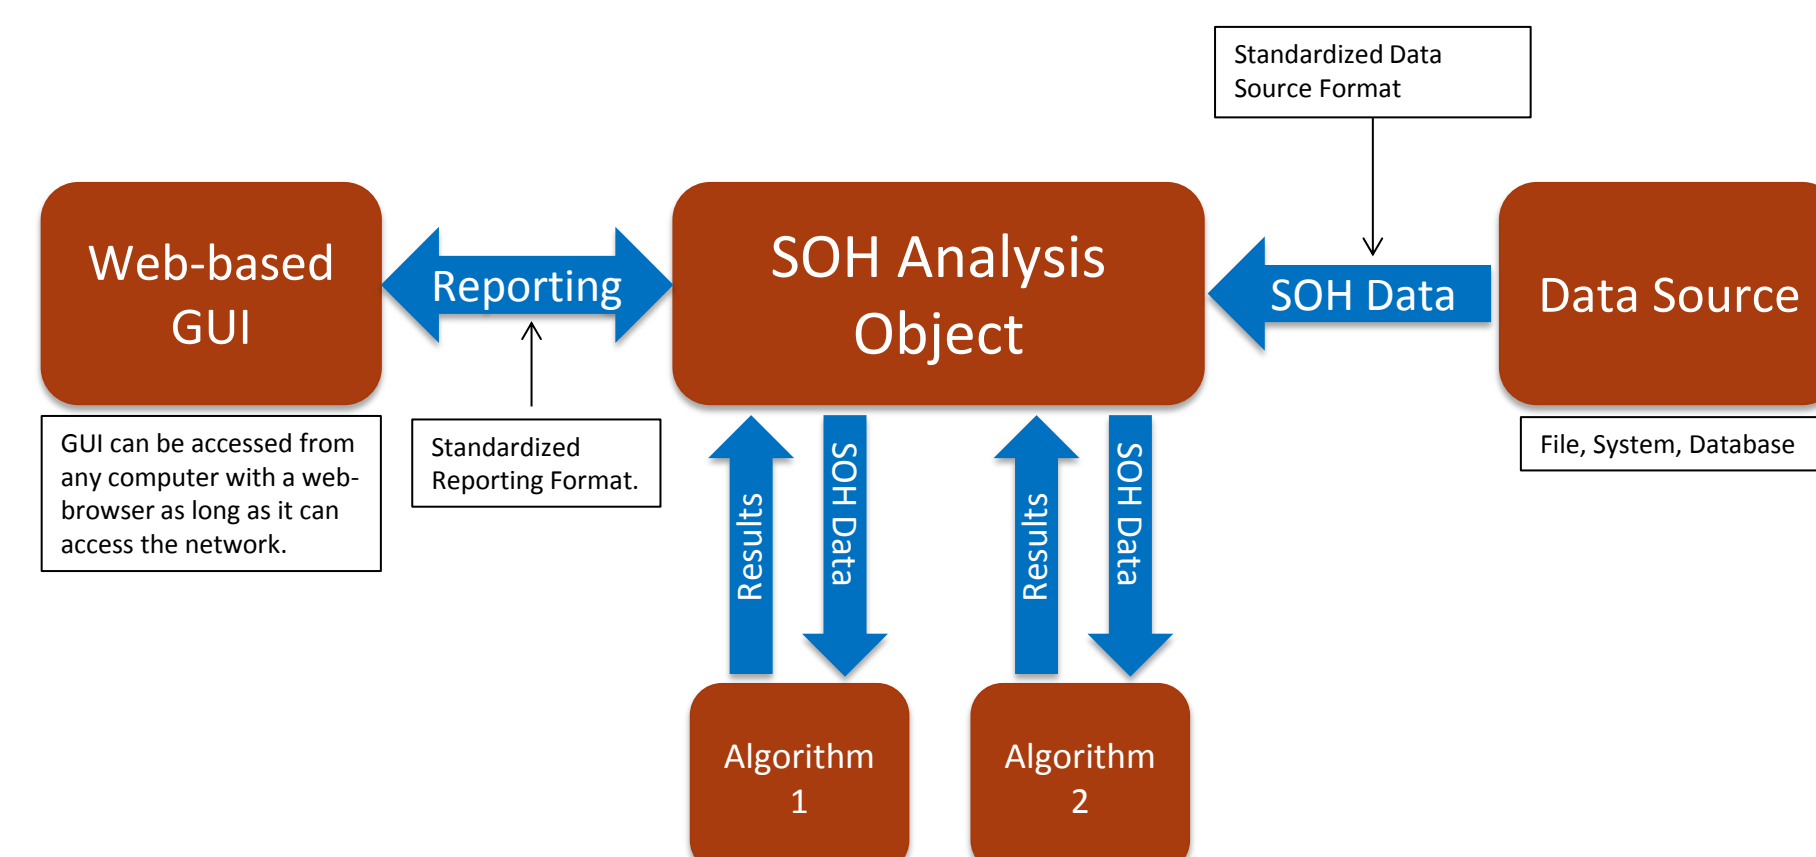 Standardized Data
Source Format
Web-based
GUI
Reporting
SOH Analysis
Object
SOH Data
Data Source
GUI can be accessed from
any computer with a web-
browser as long as it can
access the network.
Standardized
Reporting Format.
File, System, Database
Results
SOH Data
Results
SOH Data
Algorithm
1
Algorithm
2